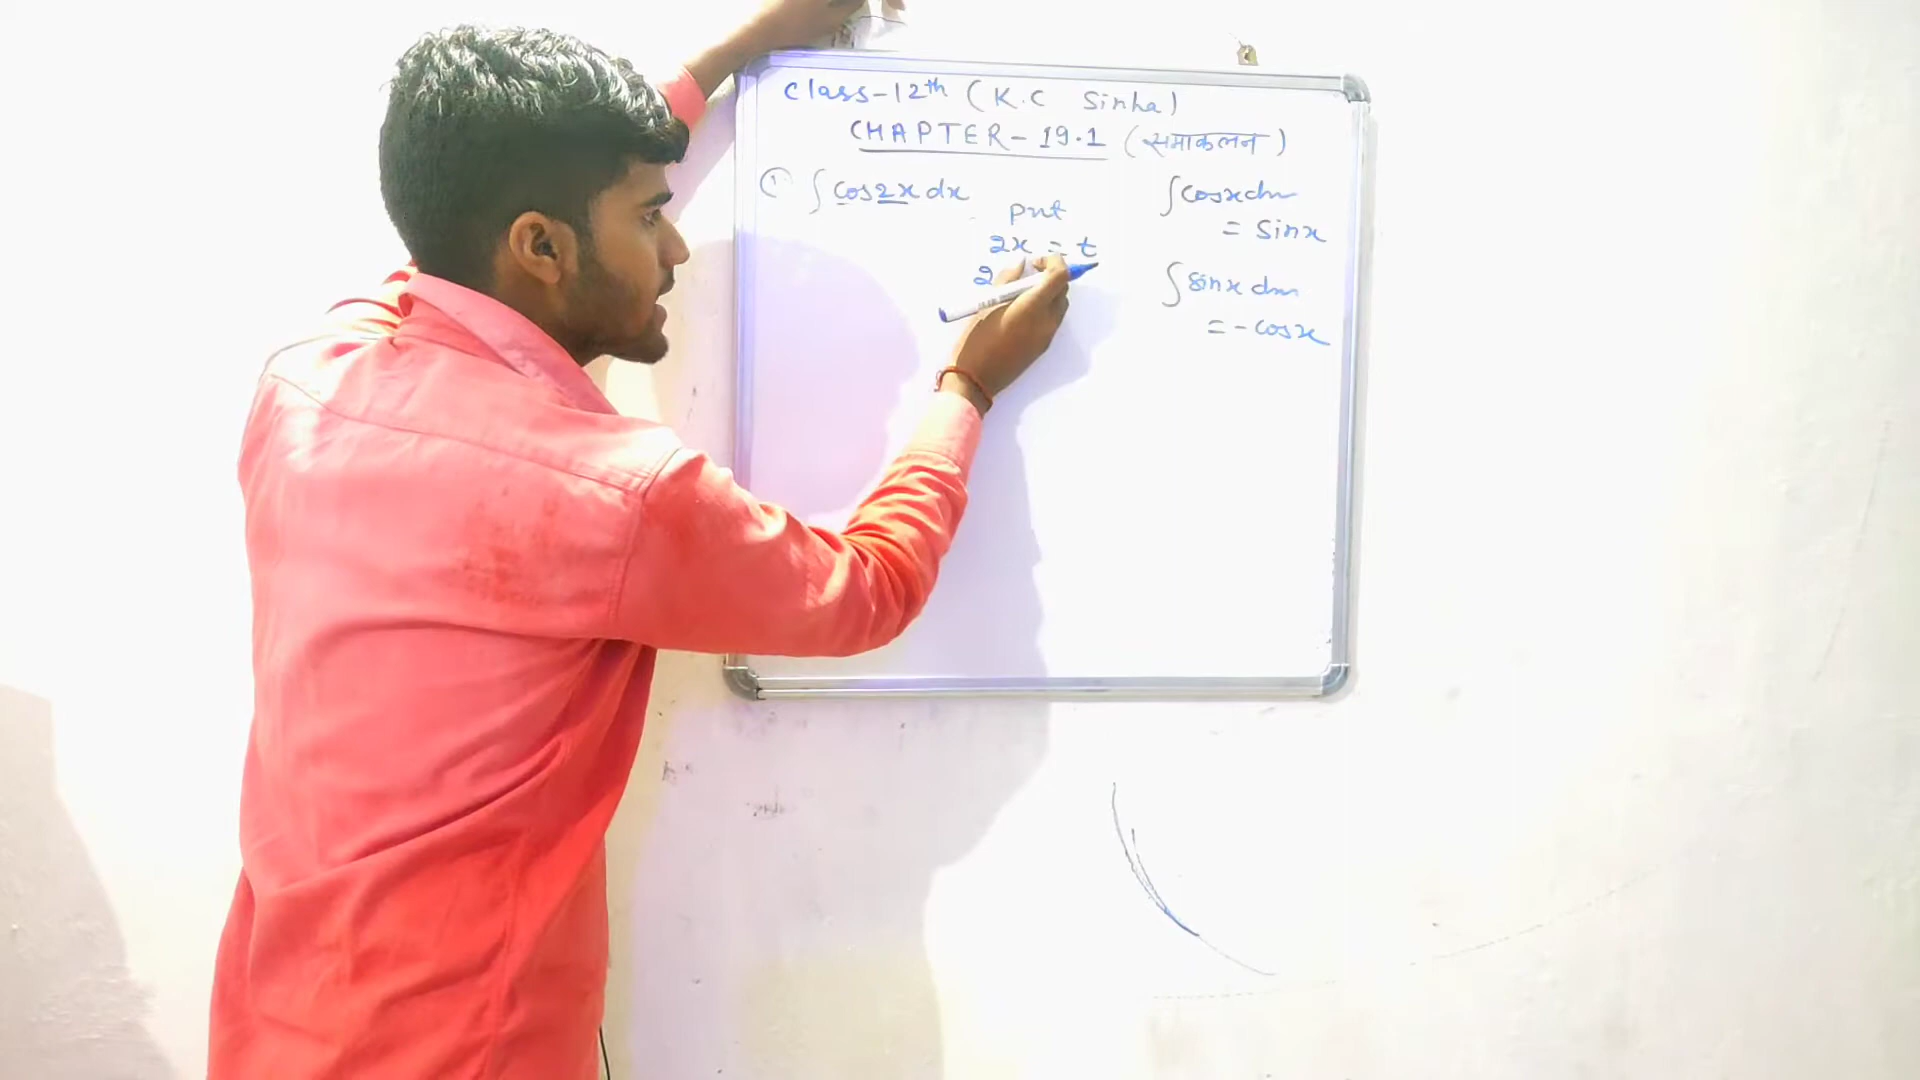 Class-12th (K.C Sinha)
CHAPTER-19.1 (समाकलन)
① ∫cos2x dx
put
2x = t
2
∫cosx dx
= sinx
∫sinx dx
= -cosx